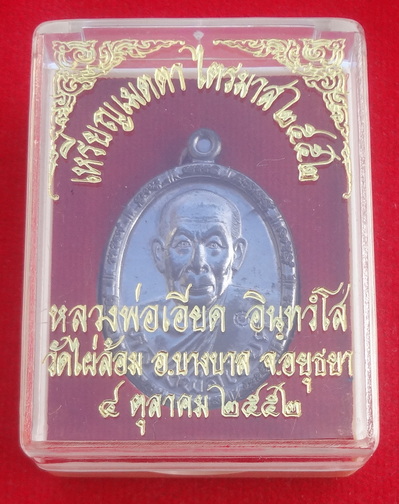 เหรียญเมตตา ไตรมาส๒๕๕๒
หลวงพ่อเอียด อินฺทวํโส
วัดไผ่ล้อม อ.บางบาล จ.อยุธยา
๔ ตุลาคม ๒๕๕๒